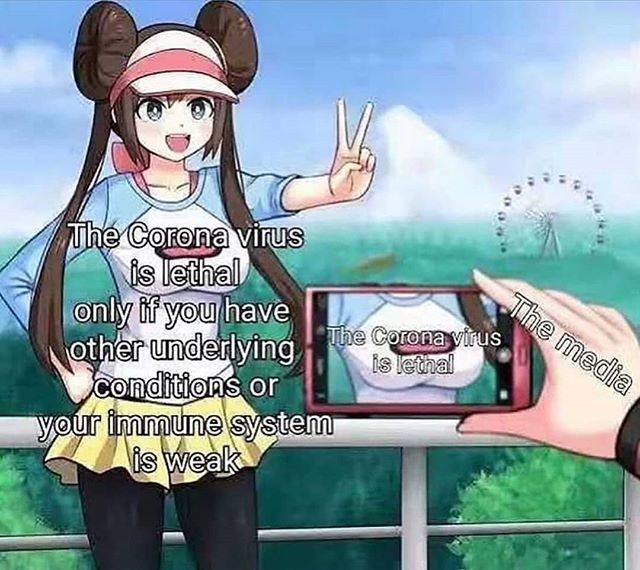 The Corona virus
is lethal
only if you have
other underlying
conditions or
your immune system
is weak
The Corona virus
is lethal
The media